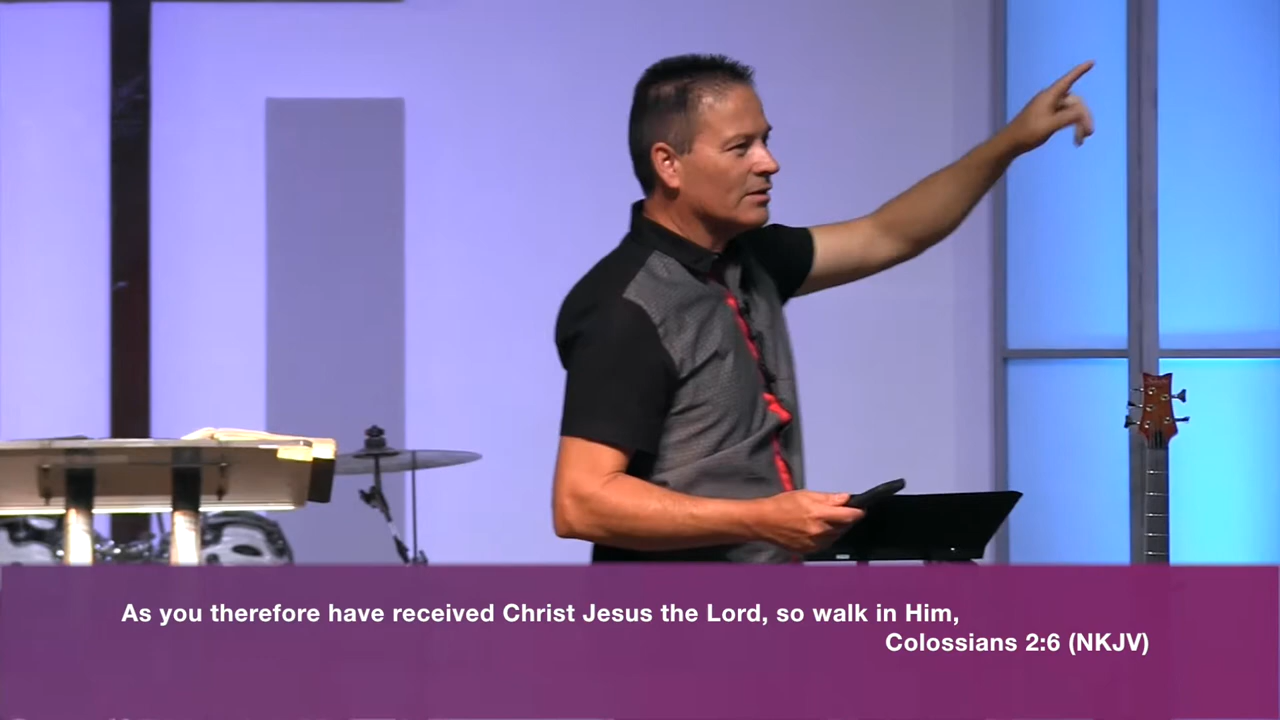 As you therefore have received Christ Jesus the Lord, so walk in Him,
Colossians 2:6 (NKJV)